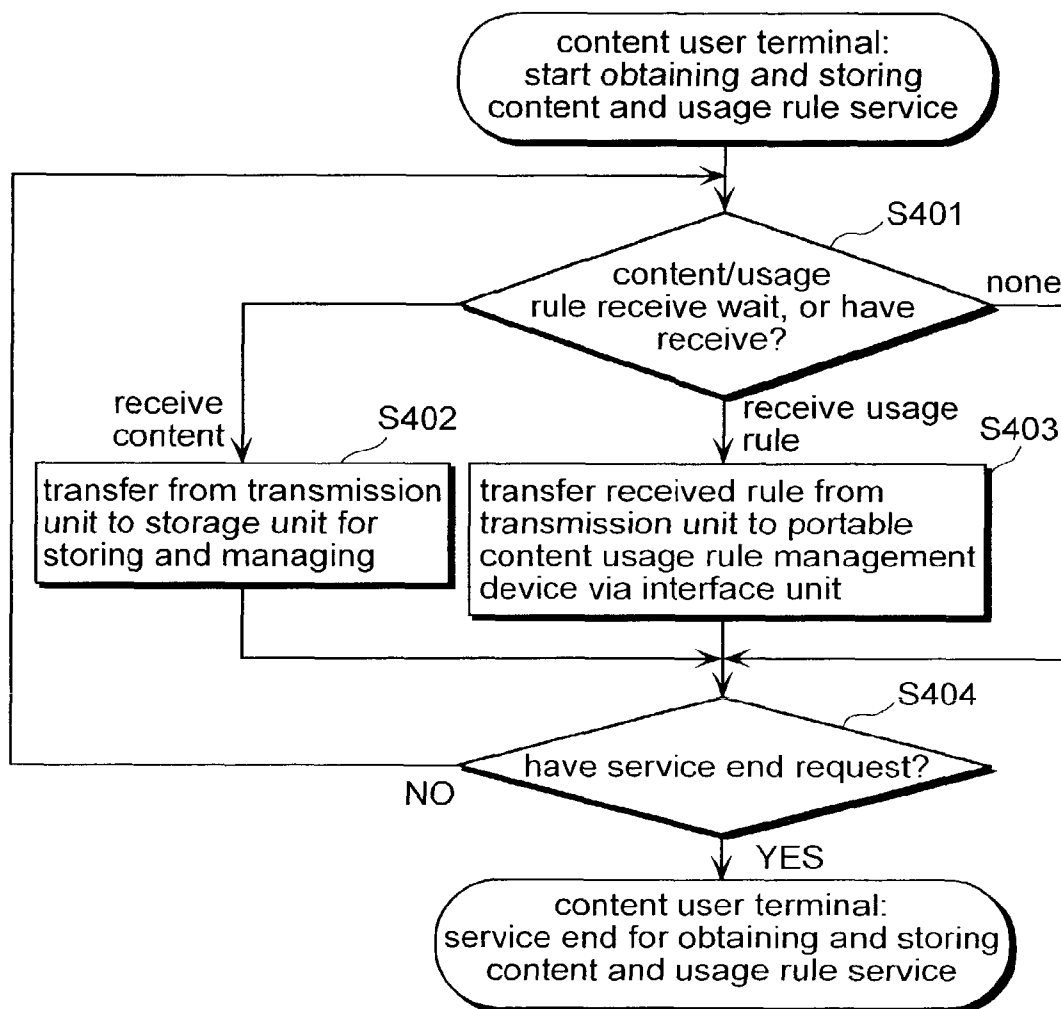 content user terminal:
start obtaining and storing
content and usage rule service
S401
content/usage
rule receive wait, or have
receive?
none
receive
content
S402
receive usage
rule
S403
transfer from transmission
unit to storage unit for
storing and managing
transfer received rule from
transmission unit to portable
content usage rule management
device via interface unit
S404
have service end request?
NO
YES
content user terminal:
service end for obtaining and storing
content and usage rule service